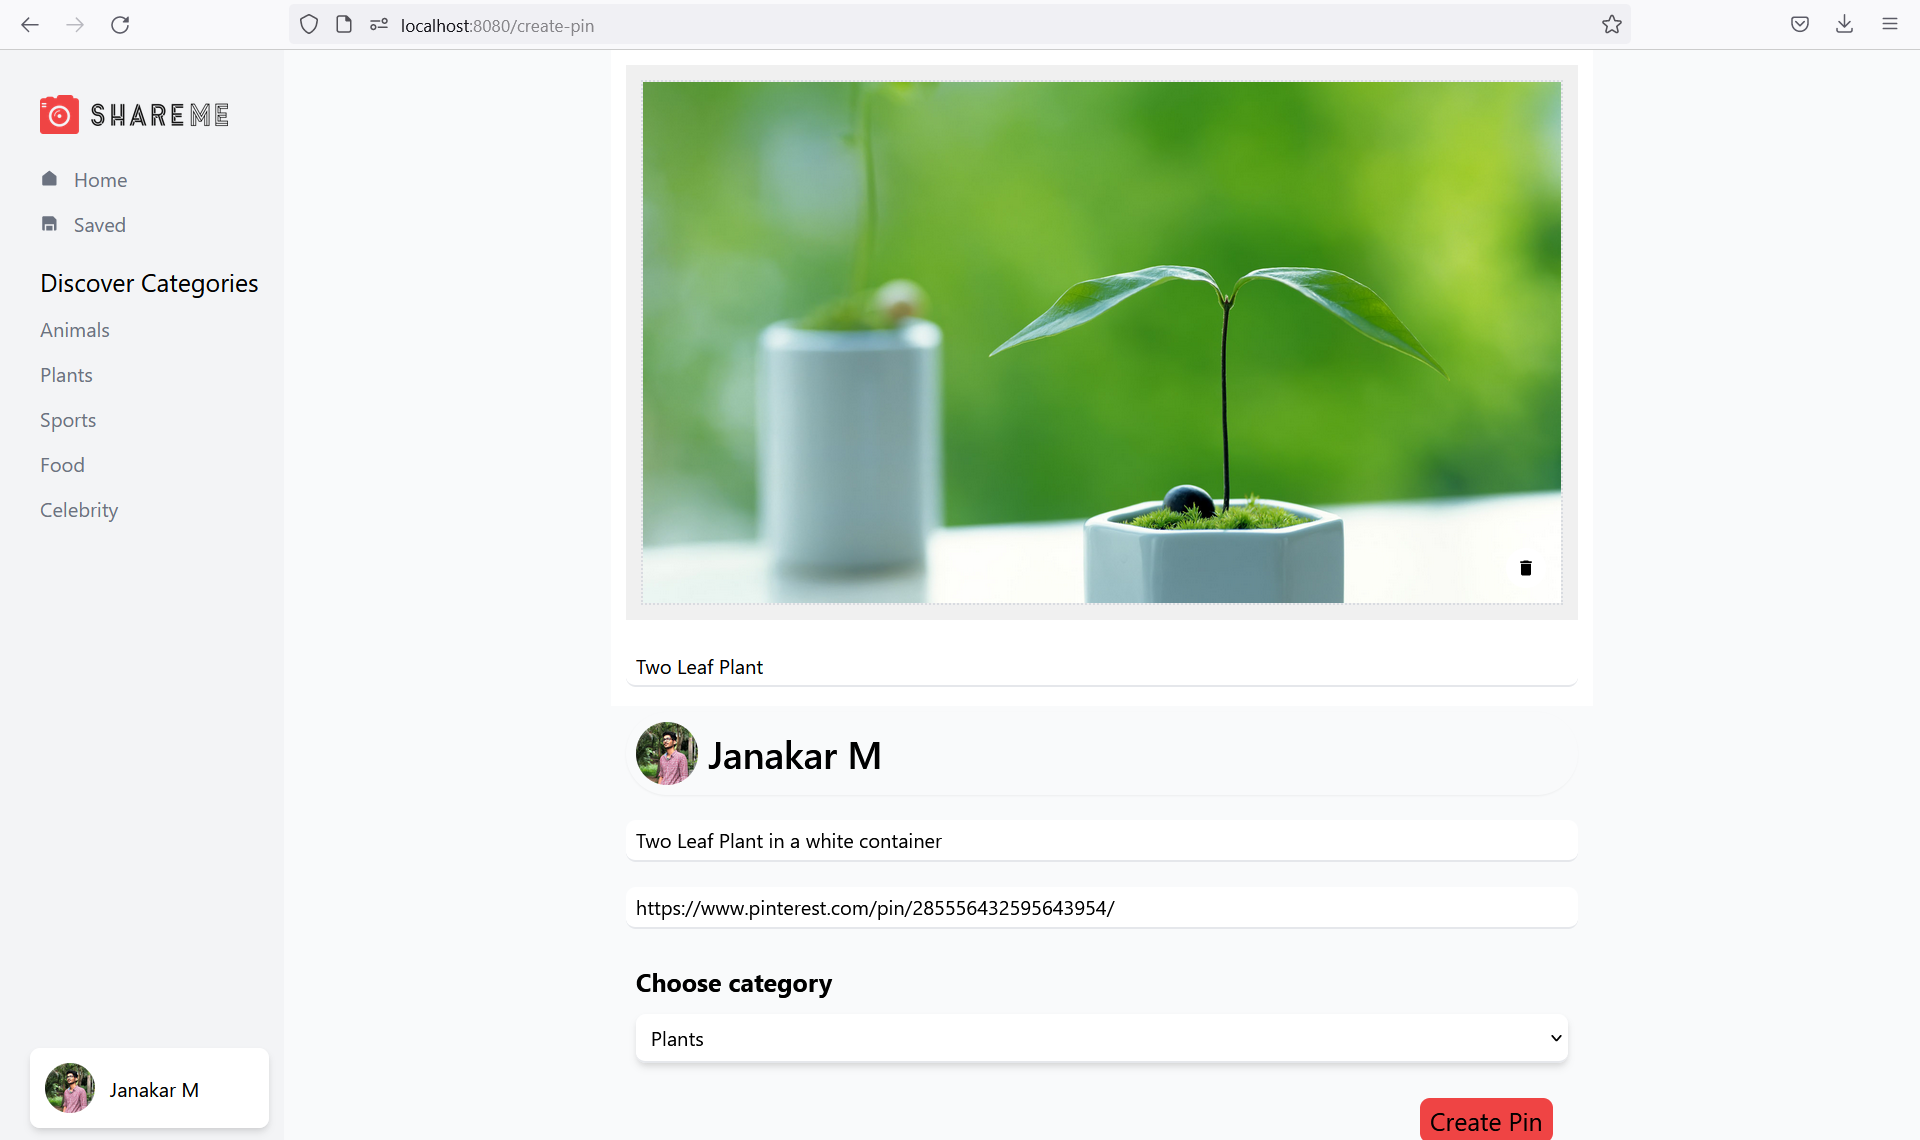 localhost:8080/create-pin
SHAREME
Home
Saved
Discover Categories
Animals
Plants
Sports
Food
Celebrity
Janakar M
Two Leaf Plant
Janakar M
Two Leaf Plant in a white container
https://www.pinterest.com/pin/285556432595643954/
Choose category
Plants
Create Pin